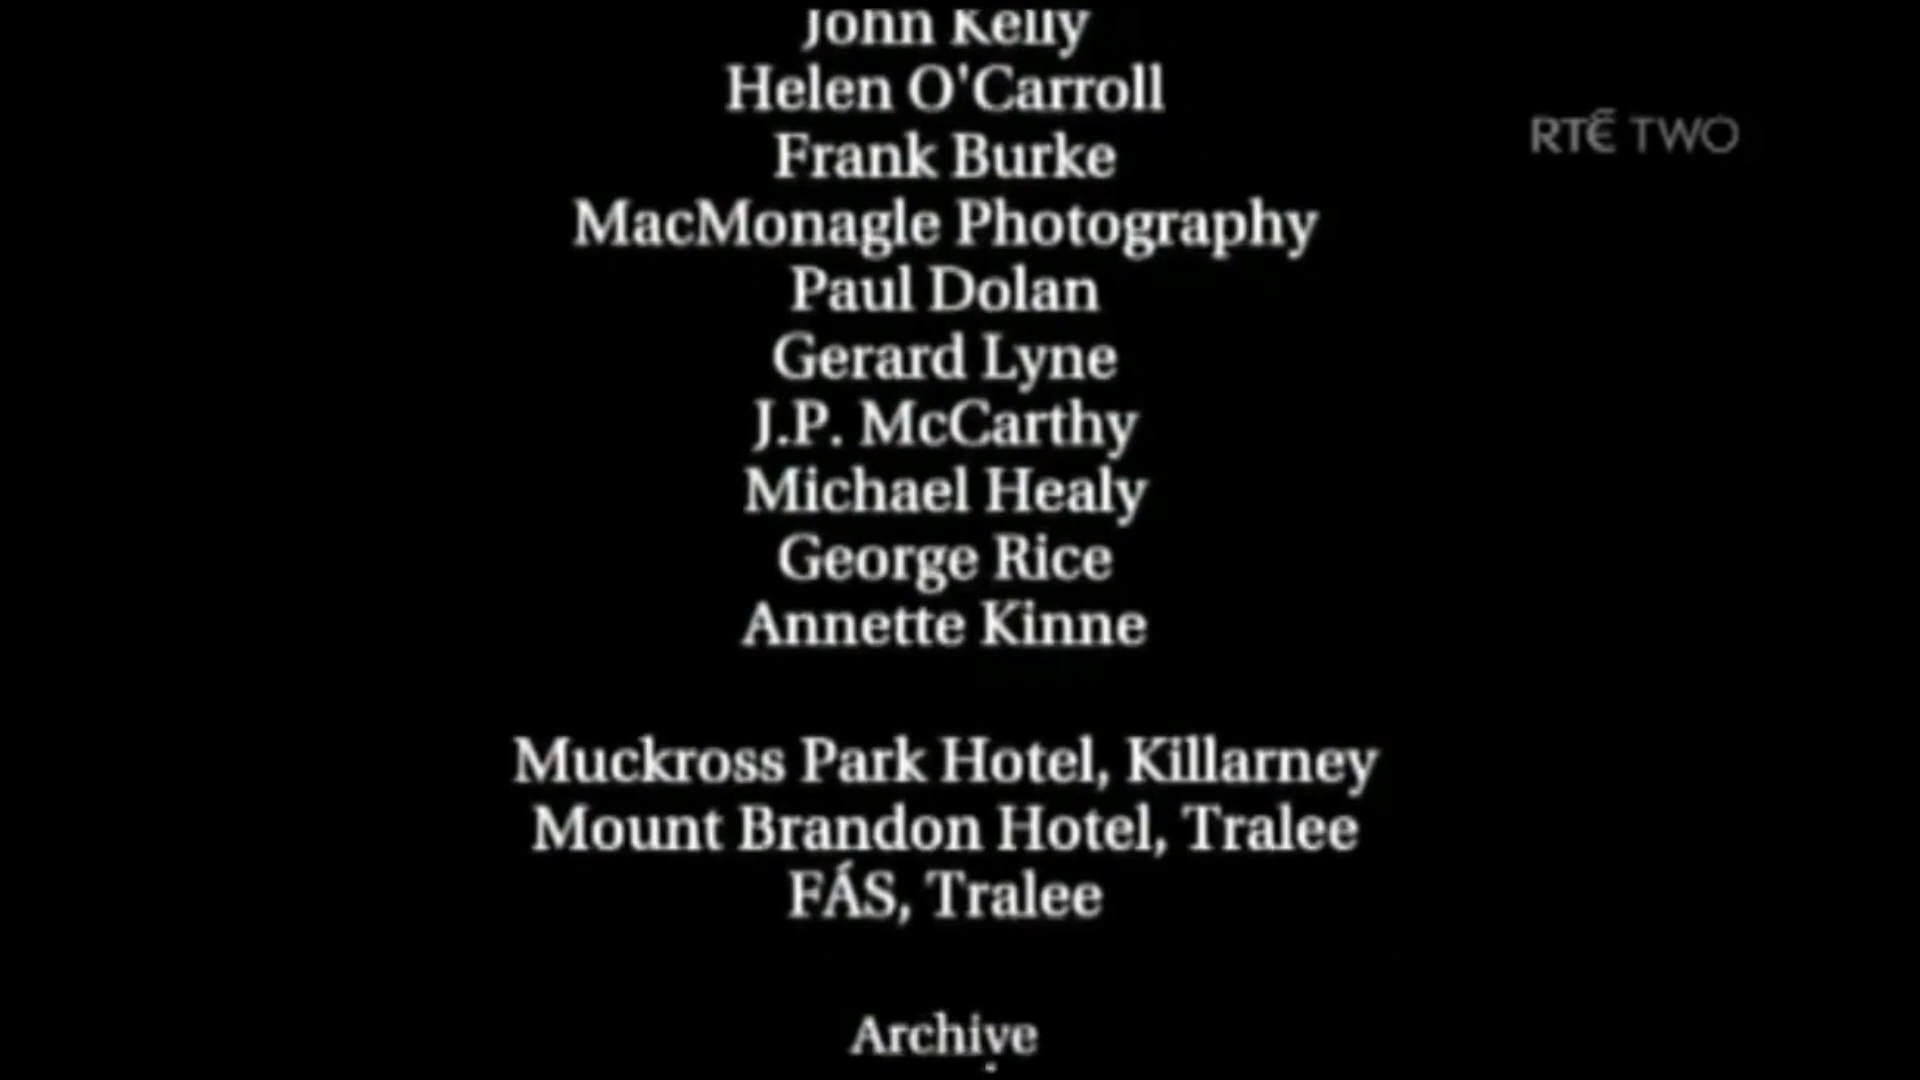 John Kelly
Helen O'Carroll
RTÉ TWO
Frank Burke
MacMonagle Photography
Paul Dolan
Gerard Lyne
J.P. McCarthy
Michael Healy
George Rice
Annette Kinne
Muckross Park Hotel, Killarney
Mount Brandon Hotel, Tralee
FÁS, Tralee
Archive